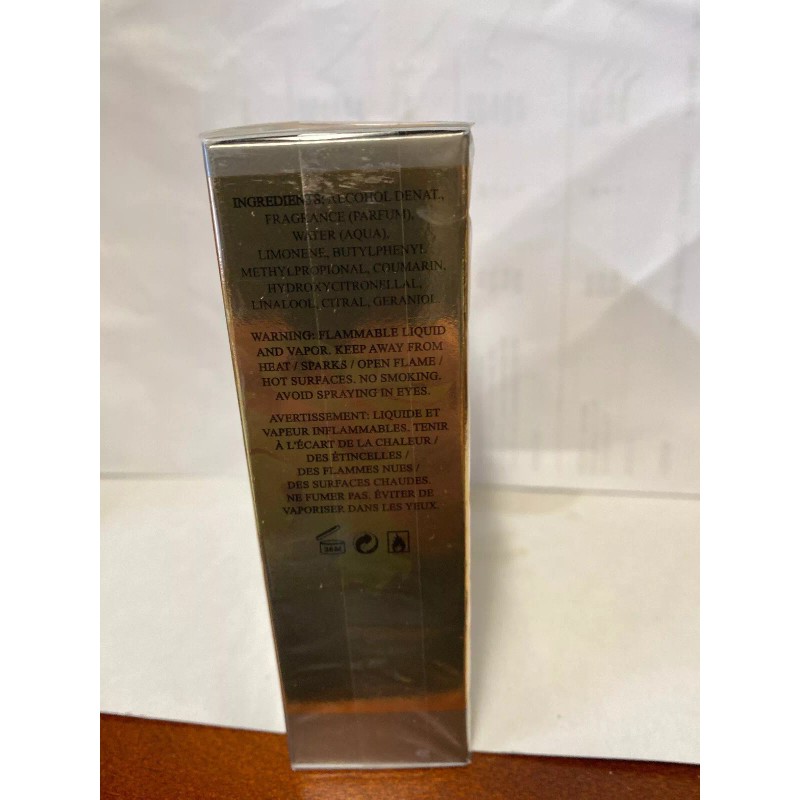 INGREDIENTS: ALCOHOL DENAT.,
FRAGRANCE (PARFUM),
WATER (AQUA),
LIMONENE, BUTYLPHENYL
METHYLPROPIONAL, COUMARIN,
HYDROXYCITRONELLAL,
LINALOOL, CITRAL, GERANIOL.
WARNING: FLAMMABLE LIQUID
AND VAPOR. KEEP AWAY FROM
HEAT / SPARKS / OPEN FLAME /
HOT SURFACES. NO SMOKING.
AVOID SPRAYING IN EYES.
AVERTISSEMENT: LIQUIDE ET
VAPEUR INFLAMMABLES. TENIR
À L'ÉCART DE LA CHALEUR /
DES ÉTINCELLES /
DES FLAMMES NUES /
DES SURFACES CHAUDES.
NE FUMER PAS. ÉVITER DE
VAPORISER DANS LES YEUX.